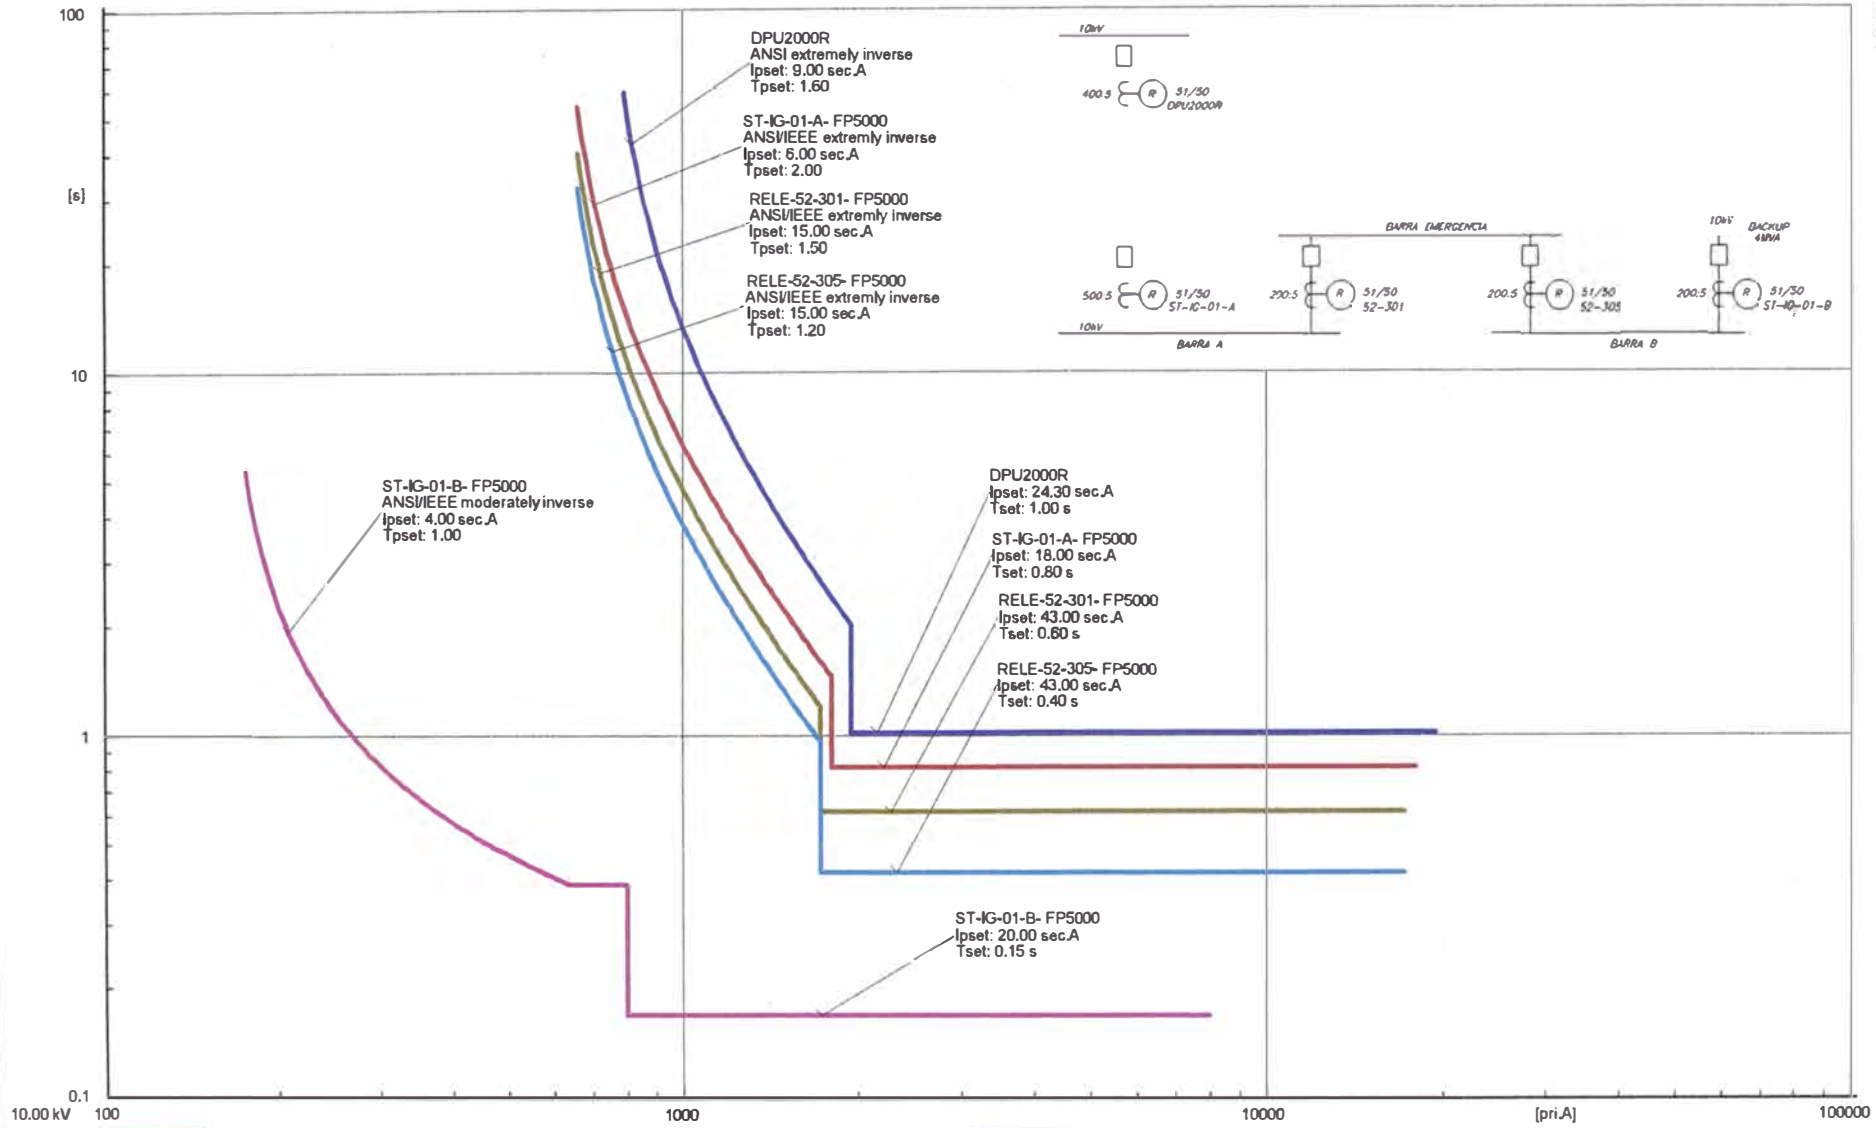 100
[s]
10
1
0.1
10.00 kV
100
1000
10000
[pri.A]
100000
DPU2000R
ANSI extremely inverse
Ipset: 9.00 sec.A
Tpset: 1.60
ST-IG-01-A- FP5000
ANSI/IEEE extremly inverse
Ipset: 6.00 sec.A
Tpset: 2.00
RELE-52-301- FP5000
ANSI/IEEE extremly inverse
Ipset: 15.00 sec.A
Tpset: 1.50
RELE-52-305- FP5000
ANSI/IEEE extremly inverse
Ipset: 15.00 sec.A
Tpset: 1.20
ST-IG-01-B- FP5000
ANSI/IEEE moderately inverse
Ipset: 4.00 sec.A
Tpset: 1.00
DPU2000R
Ipset: 24.30 sec.A
Tset: 1.00 s
ST-IG-01-A- FP5000
Ipset: 18.00 sec.A
Tset: 0.80 s
RELE-52-301- FP5000
Ipset: 43.00 sec.A
Tset: 0.60 s
RELE-52-305- FP5000
Ipset: 43.00 sec.A
Tset: 0.40 s
ST-IG-01-B- FP5000
Ipset: 20.00 sec.A
Tset: 0.15 s
10kV
400:5
R
51/50
DPU2000R
BARRA EMERGENCIA
10kV
BACKUP
4MVA
500:5
R
51/50
ST-IG-01-A
200:5
R
51/50
52-301
200:5
R
51/50
52-305
200:5
R
51/50
ST-IG-01-B
10kV
BARRA A
BARRA B